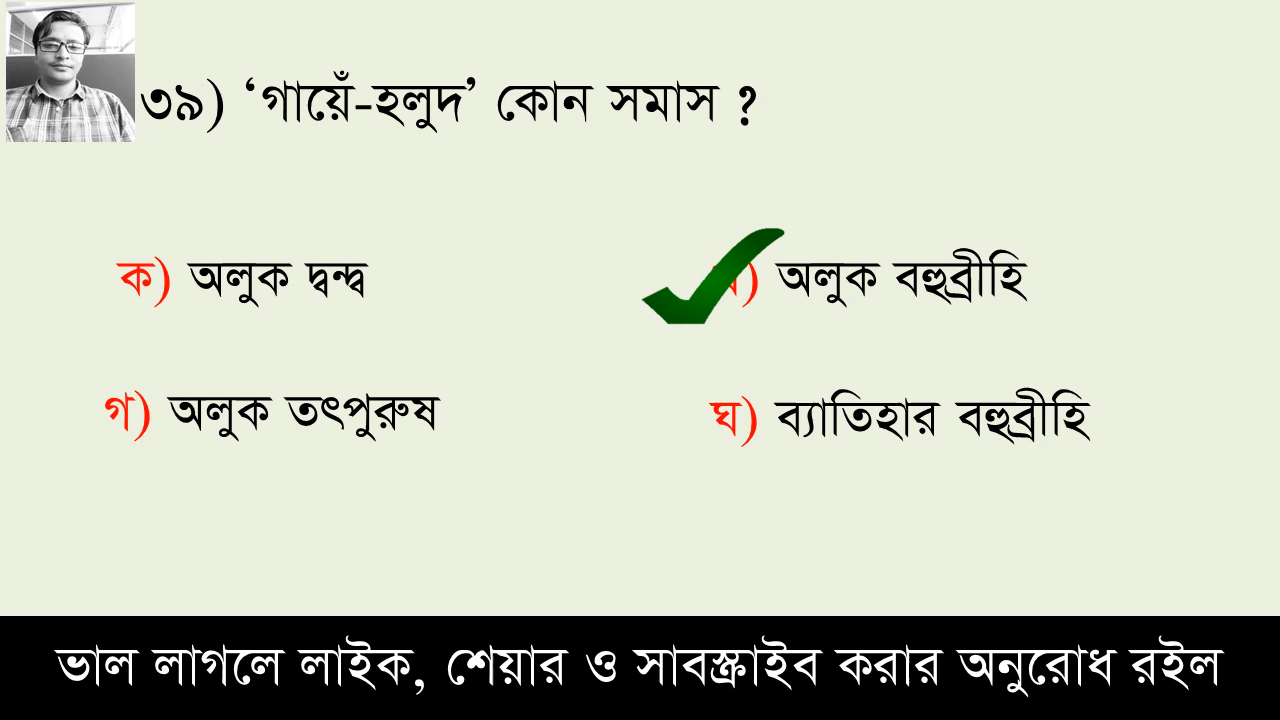 ৩৯) ‘গায়েঁ-হলুদ’ কোন সমাস ?
ক) অলুক দ্বন্দ্ব
) অলুক বহুব্রীহি
গ) অলুক তৎপুরুষ
ঘ) ব্যাতিহার বহুব্রীহি
ভাল লাগলে লাইক, শেয়ার ও সাবস্ক্রাইব করার অনুরোধ রইল